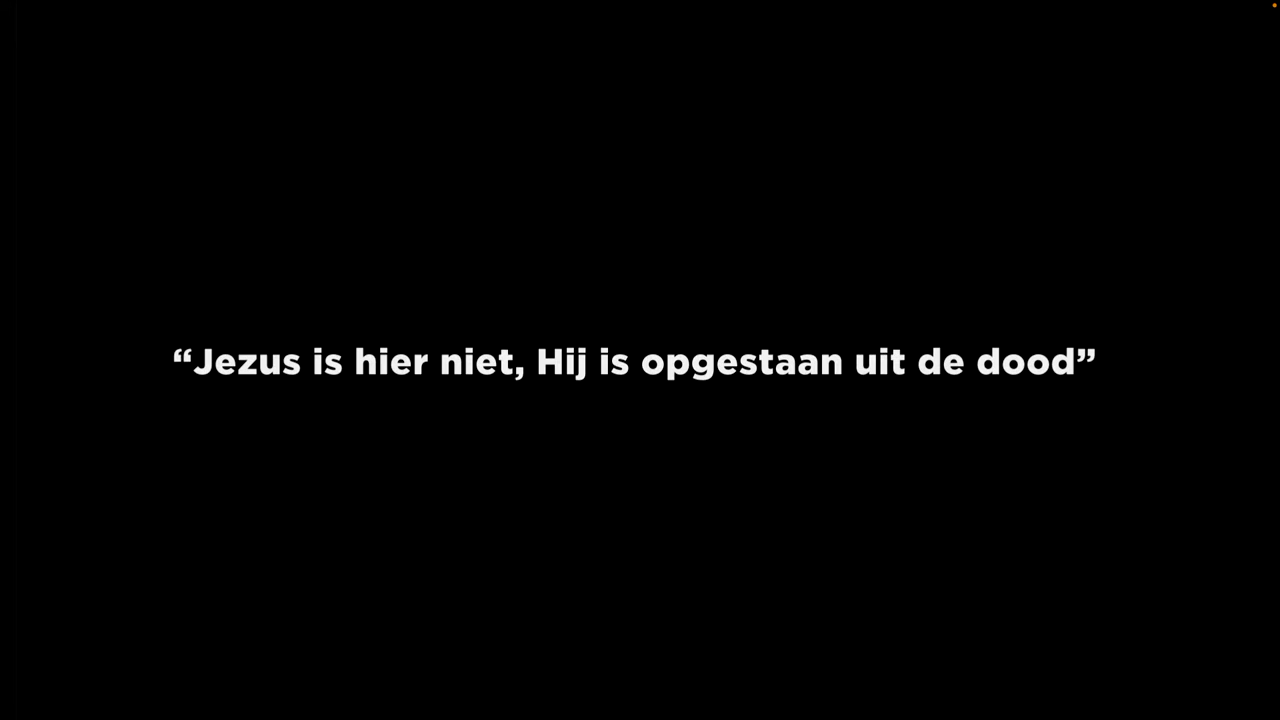 “Jezus is hier niet, Hij is opgestaan uit de dood”